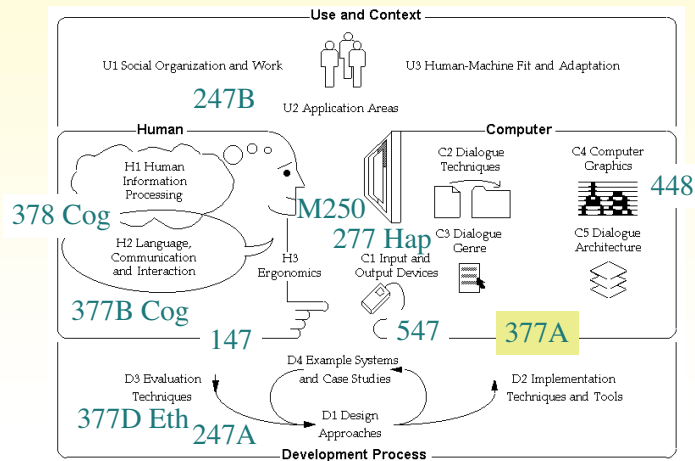 Use and Context
U1 Social Organization and Work
U3 Human-Machine Fit and Adaptation
247B
U2 Application Areas
Human
Computer
H1 Human
Information
Processing
C2 Dialogue
Techniques
C4 Computer
Graphics
Aa
448
378 Cog
M250
277 Hap
H2 Language,
Communication
and Interaction
H3
Ergonomics
C1 Input and
Output Devices
C3 Dialogue
Genre
C5 Dialogue
Architecture
377B Cog
147
547
377A
D4 Example Systems
and Case Studies
D3 Evaluation
Techniques
D2 Implementation
Techniques and Tools
377D Eth
247A
D1 Design
Approaches
Development Process